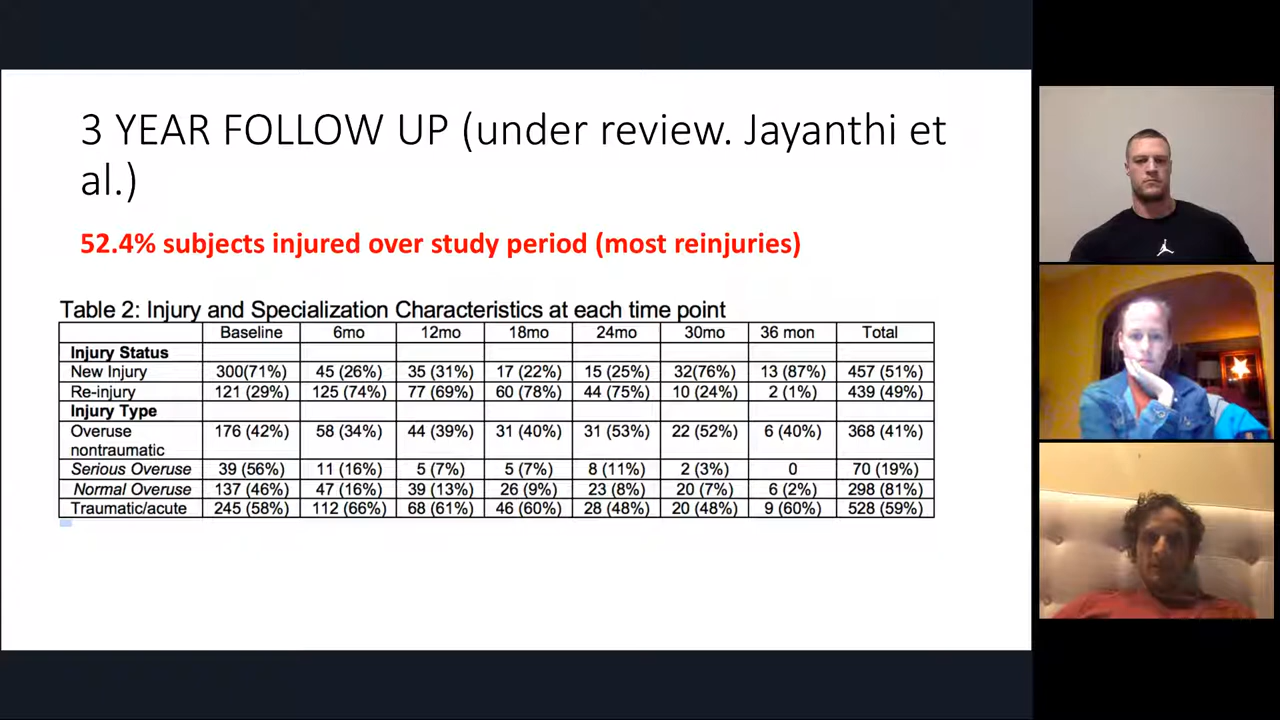 3 YEAR FOLLOW UP (under review. Jayanthi et
al.)
52.4% subjects injured over study period (most reinjuries)
Table 2: Injury and Specialization Characteristics at each time point
Baseline 6mo 12mo 18mo 24mo 30mo 36 mon Total
Injury Status
New Injury 300(71%) 45 (26%) 35 (31%) 17 (22%) 15 (25%) 32(76%) 13 (87%) 457 (51%)
Re-injury 121 (29%) 125 (74%) 77 (69%) 60 (78%) 44 (75%) 10 (24%) 2 (1%) 439 (49%)
Injury Type
Overuse 176 (42%) 58 (34%) 44 (39%) 31 (40%) 31 (53%) 22 (52%) 6 (40%) 368 (41%)
nontraumatic
Serious Overuse 39 (56%) 11 (16%) 5 (7%) 5 (7%) 8 (11%) 2 (3%) 0 70 (19%)
Normal Overuse 137 (46%) 47 (16%) 39 (13%) 26 (9%) 23 (8%) 20 (7%) 6 (2%) 298 (81%)
Traumatic/acute 245 (58%) 112 (66%) 68 (61%) 46 (60%) 28 (48%) 20 (48%) 9 (60%) 528 (59%)